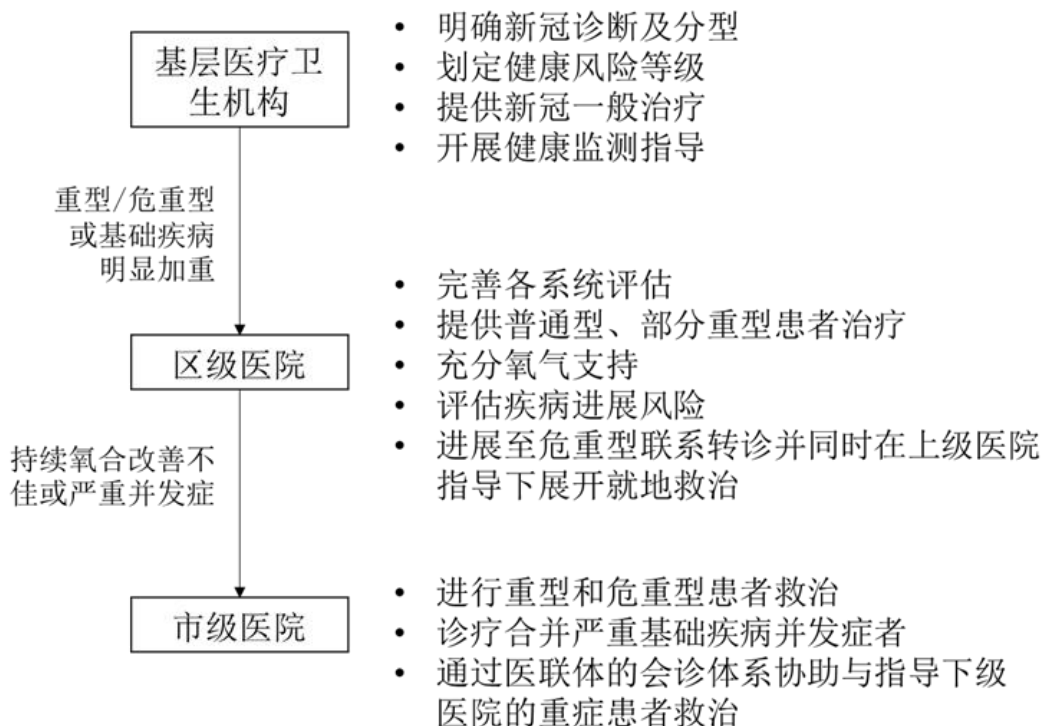 基层医疗卫
生机构
• 明确新冠诊断及分型
• 划定健康风险等级
• 提供新冠一般治疗
• 开展健康监测指导
重型/危重型
或基础疾病
明显加重
区级医院
• 完善各系统评估
• 提供普通型、部分重型患者治疗
• 充分氧气支持
• 评估疾病进展风险
• 进展至危重型联系转诊并同时在上级医院
指导下展开就地救治
持续氧合改善不
佳或严重并发症
市级医院
• 进行重型和危重型患者救治
• 诊疗合并严重基础疾病并发症者
• 通过医联体的会诊体系协助与指导下级
医院的重症患者救治